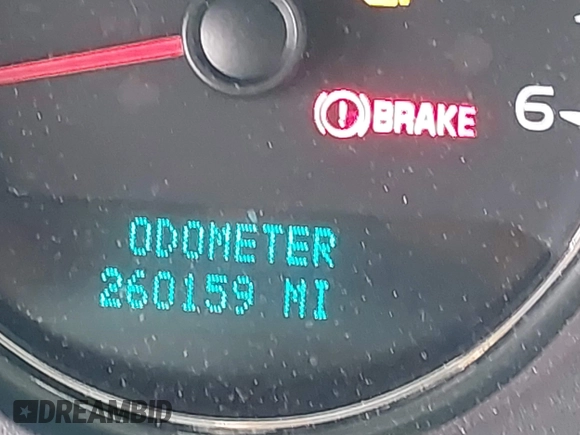 BRAKE
6
ODOMETER
260159 MI
DREAMBID